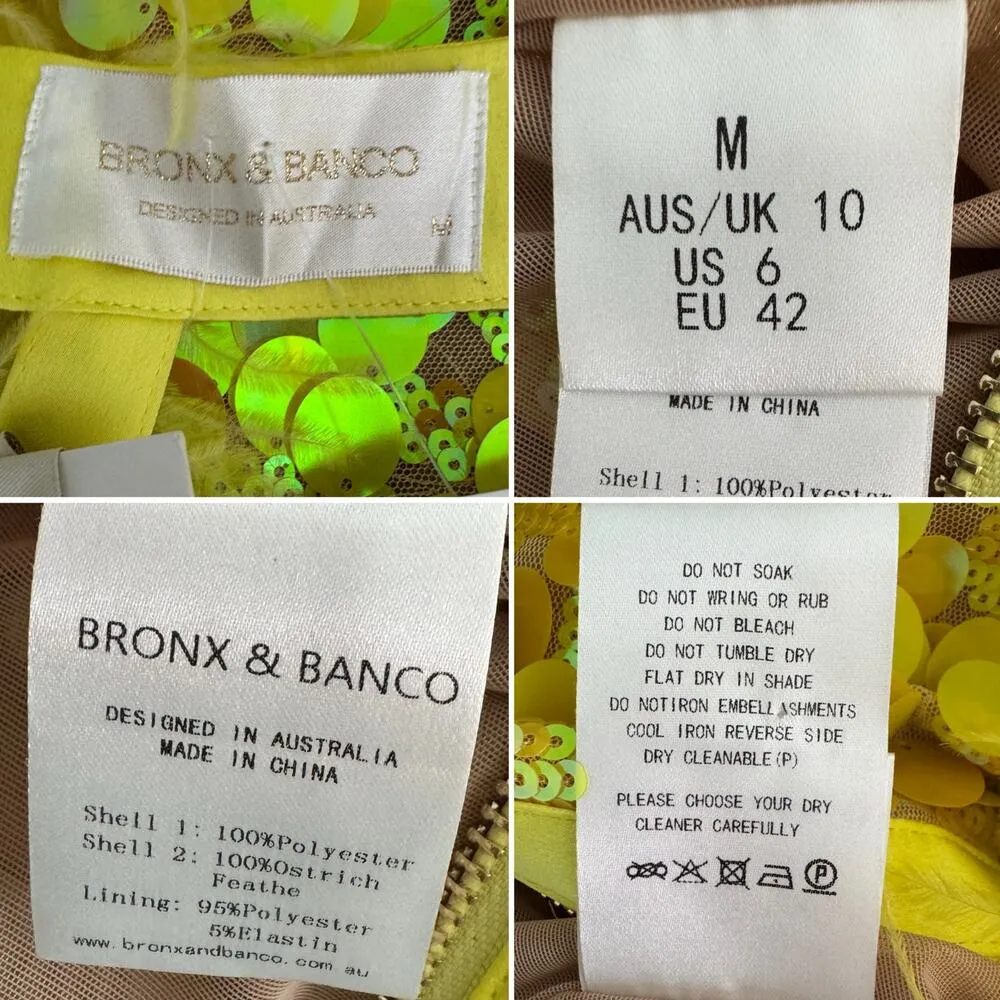 BRONX & BANCO
DESIGNED IN AUSTRALIA
M
M
AUS/UK 10
US 6
EU 42
MADE IN CHINA
Shell 1: 100%Polyester
BRONX & BANCO
DESIGNED IN AUSTRALIA
MADE IN CHINA
Shell 1: 100%Polyester
Shell 2: 100%Ostrich
Feathe
Lining: 95%Polyester
5%Elastin
www.bronxandbanco.com au
DO NOT SOAK
DO NOT WRING OR RUB
DO NOT BLEACH
DO NOT TUMBLE DRY
FLAT DRY IN SHADE
DO NOTIRON EMBELLASHMENTS
COOL IRON REVERSE SIDE
DRY CLEANABLE(P)
PLEASE CHOOSE YOUR DRY
CLEANER CAREFULLY
P